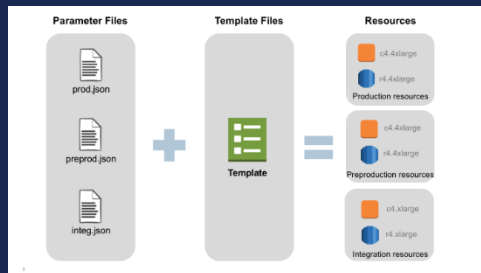 Parameter Files
Template Files
Resources
prod.json
preprod.json
integ.json
Template
c4.4xlarge
r4.4xlarge
Production resources
c4.4xlarge
r4.4xlarge
Preproduction resources
c4.xlarge
r4.xlarge
Integration resources